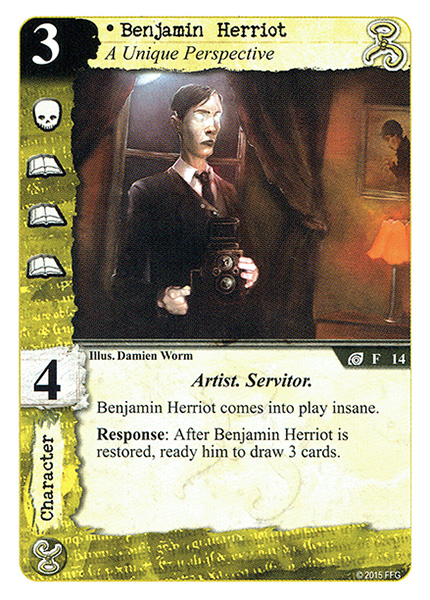 3
• Benjamin Herriot
A Unique Perspective
Illus. Damien Worm
F 14
4
Artist. Servitor.
Benjamin Herriot comes into play insane.
Response: After Benjamin Herriot is
restored, ready him to draw 3 cards.
Character
©2015 FFG